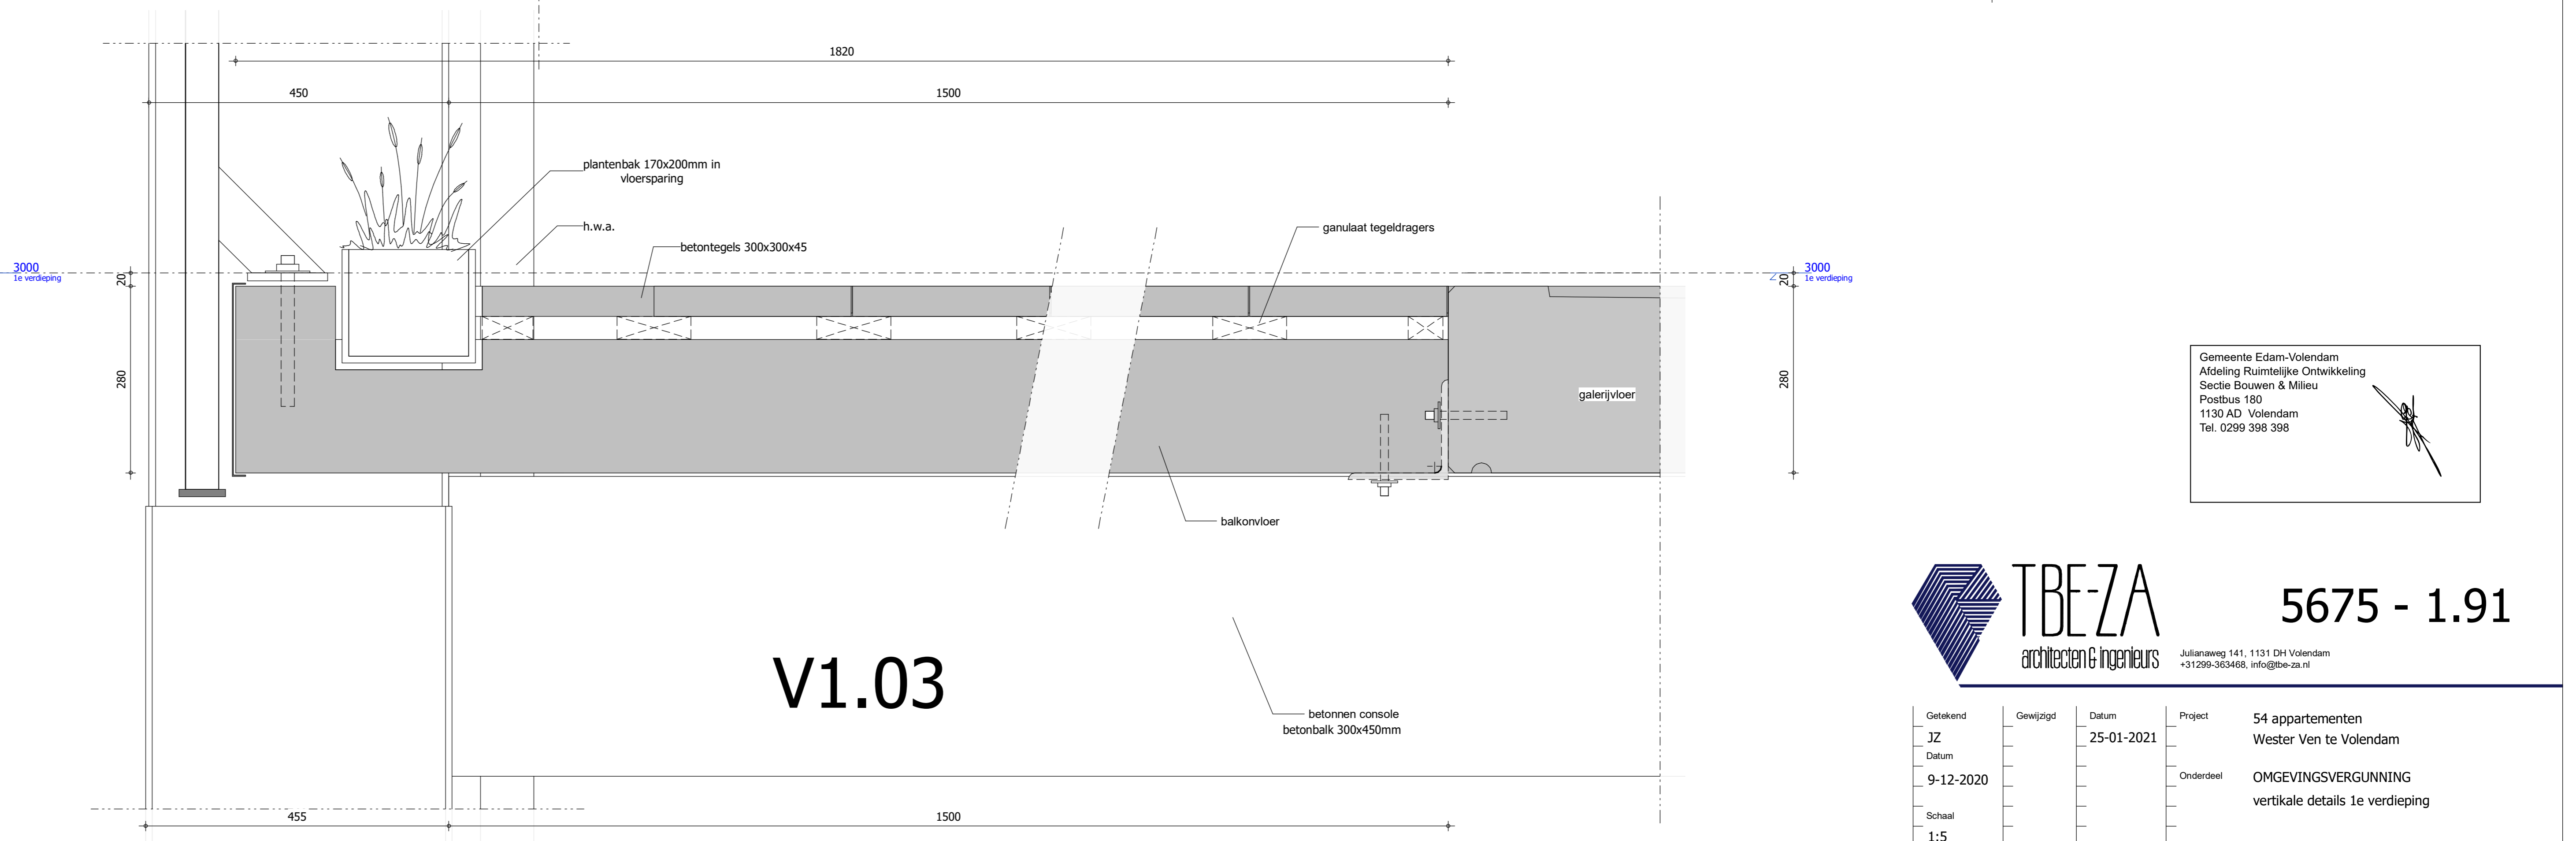 1820
450
1500
plantenbak 170x200mm in
vloersparing
h.w.a.
betontegels 300x300x45
ganulaat tegeldragers
3000
1e verdieping
20
280
3000
1e verdieping
20
280
galerijvloer
balkonvloer
V1.03
betonnen console
betonbalk 300x450mm
455
1500
Gemeente Edam-Volendam
Afdeling Ruimtelijke Ontwikkeling
Sectie Bouwen & Milieu
Postbus 180
1130 AD Volendam
Tel. 0299 398 398
TBE-ZA
architecten & ingenieurs
5675 - 1.91
Julianaweg 141, 1131 DH Volendam
+31299-363468, info@tbe-za.nl
Getekend
JZ
Datum
9-12-2020
Schaal
1:5
Gewijzigd
Datum
25-01-2021
Project
54 appartementen
Wester Ven te Volendam
Onderdeel
OMGEVINGSVERGUNNING
vertikale details 1e verdieping